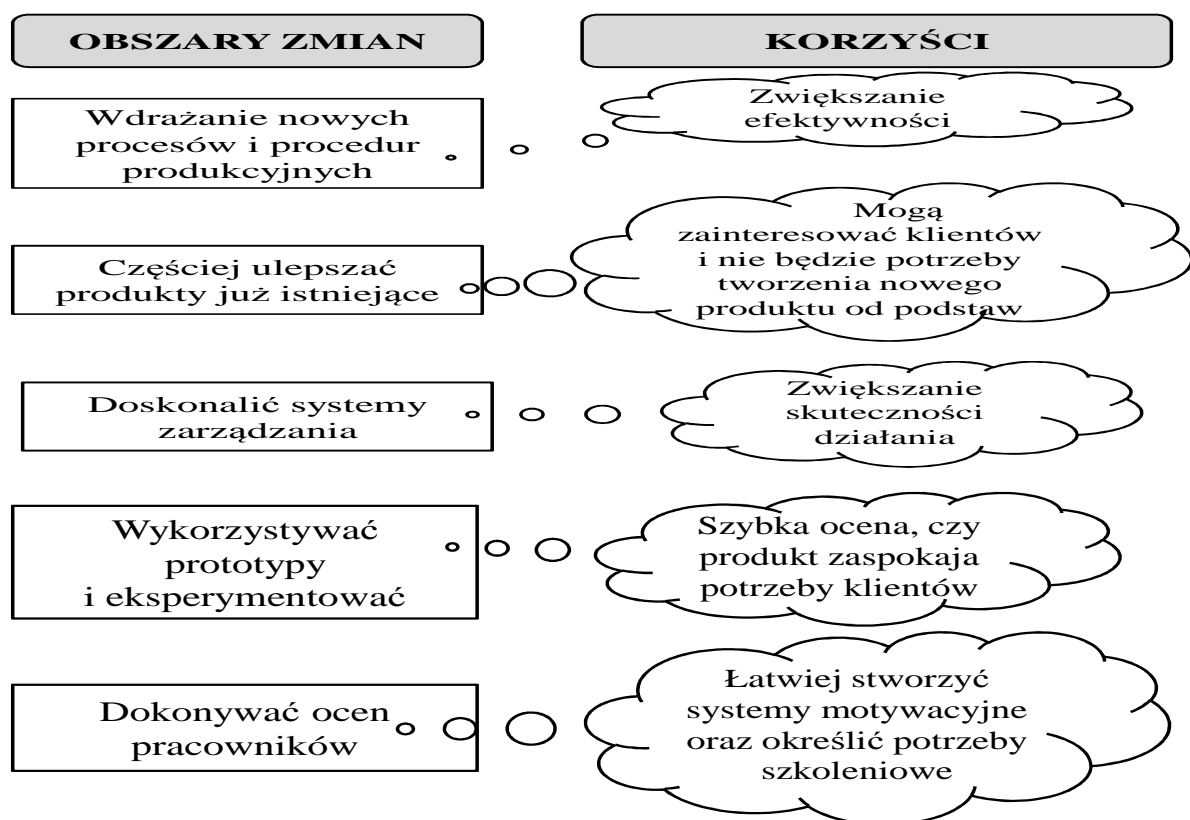 OBSZARY ZMIAN
KORZYŚCI
Wdrażanie nowych
procesów i procedur
produkcyjnych
Zwiększanie
efektywności
Częściej ulepszać
produkty już istniejące
Mogą
zainteresować klientów
i nie będzie potrzeby
tworzenia nowego
produktu od podstaw
Doskonalić systemy
zarządzania
Zwiększanie
skuteczności
działania
Wykorzystywać
prototypy
i eksperymentować
Szybka ocena, czy
produkt zaspokaja
potrzeby klientów
Dokonywać ocen
pracowników
Łatwiej stworzyć
systemy motywacyjne
oraz określić potrzeby
szkoleniowe